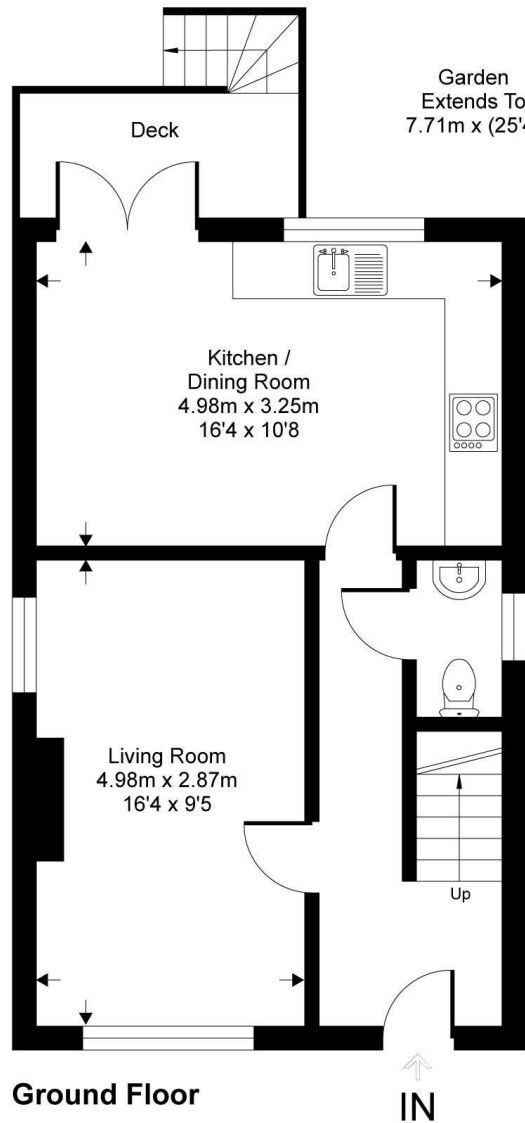 Garden
Extends To
7.71m x (25'4
Deck
Kitchen /
Dining Room
4.98m x 3.25m
16'4 x 10'8
Living Room
4.98m x 2.87m
16'4 x 9'5
Up
Ground Floor
IN